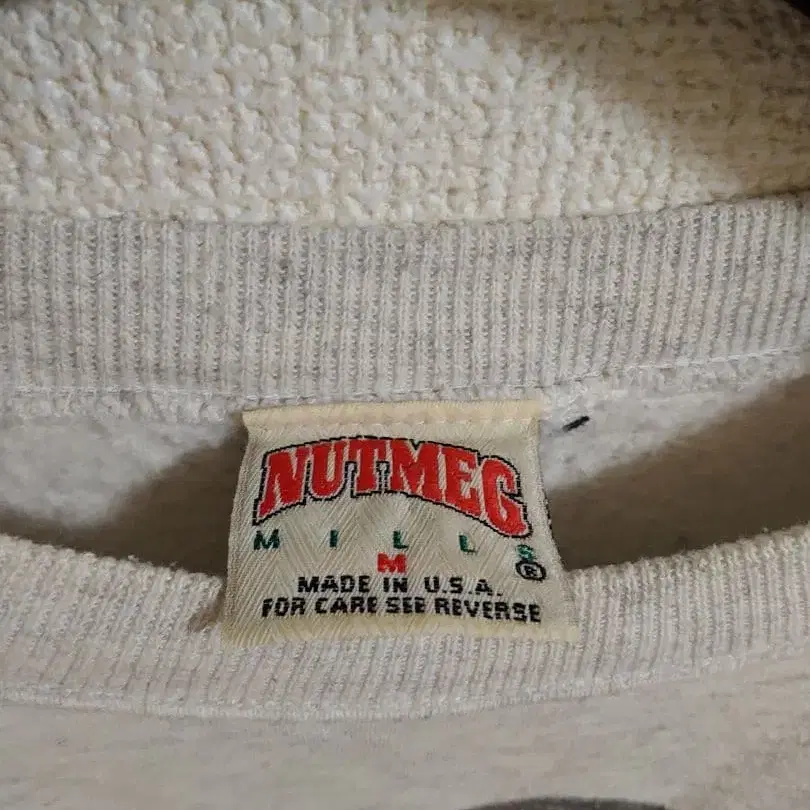 NUTMEG
MILLS ®
M
MADE IN U.S.A.
FOR CARE SEE REVERSE